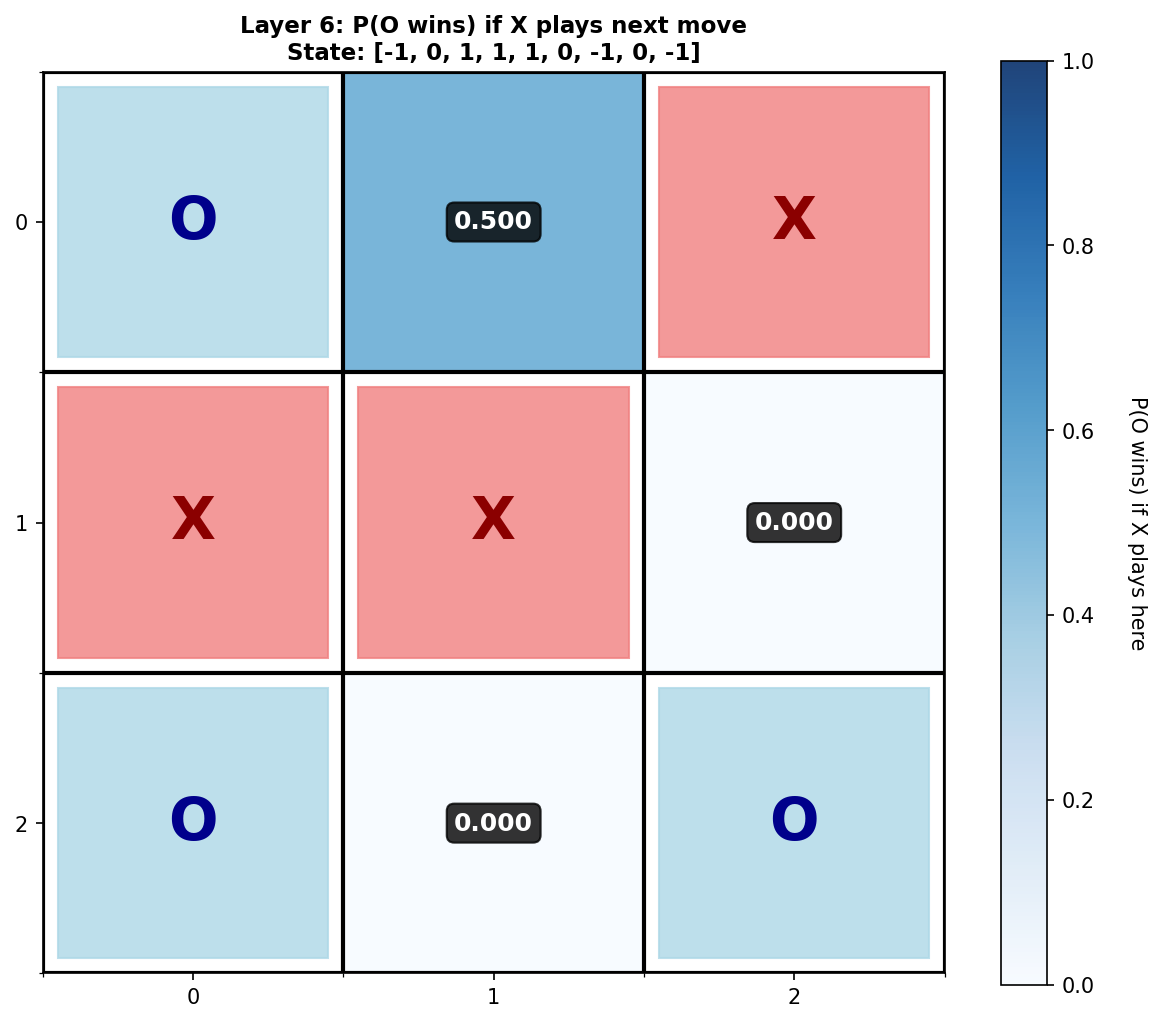 Layer 6: P(O wins) if X plays next move
State: [-1, 0, 1, 1, 1, 0, -1, 0, -1]
O
0.500
X
X
X
0.000
O
0.000
O
0
1
2
0
1
2
1.0
0.8
0.6
0.4
0.2
0.0
P(O wins) if X plays here